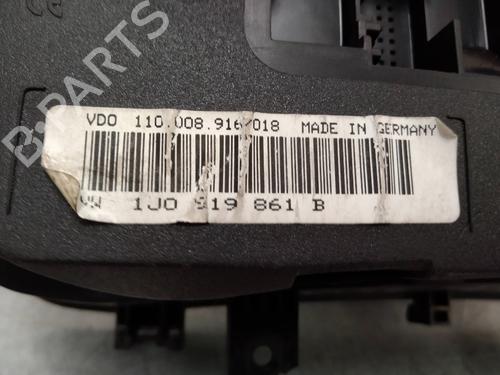 B-PARTS
VDO 110.008.916/018 MADE IN GERMANY
VW 1J0 919 861 B